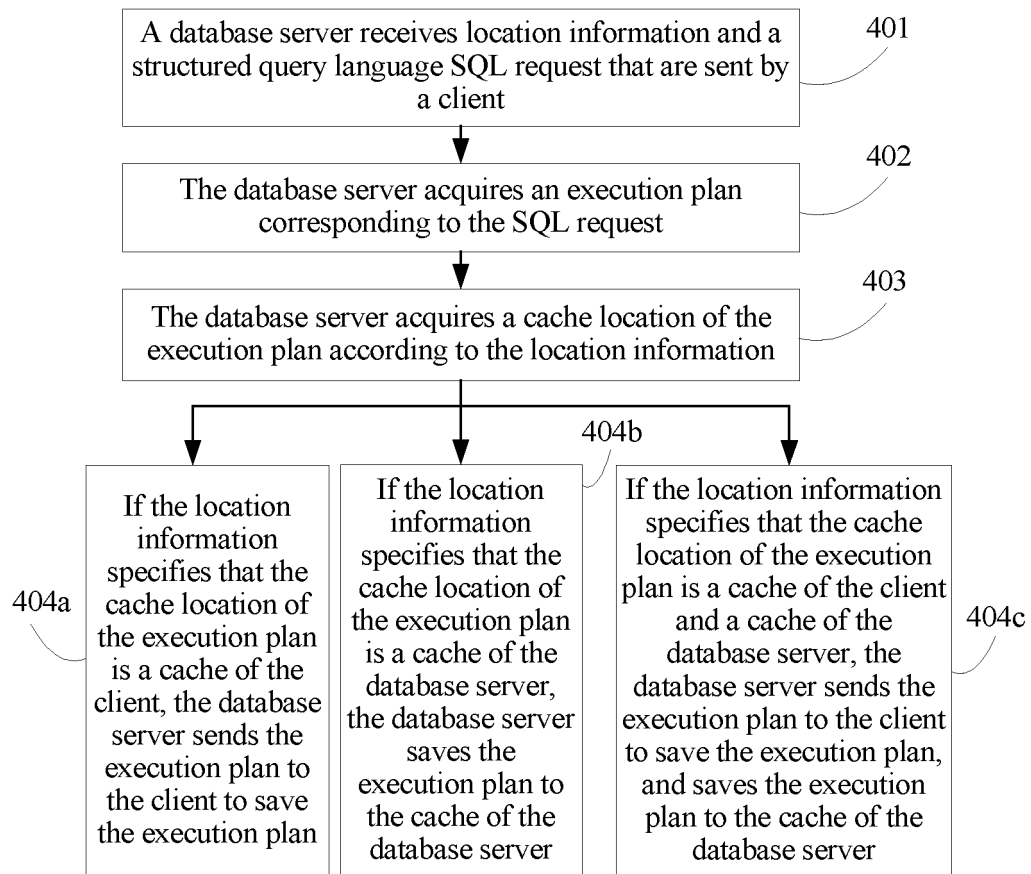 A database server receives location information and a
structured query language SQL request that are sent by
a client
401
The database server acquires an execution plan
corresponding to the SQL request
402
The database server acquires a cache location of the
execution plan according to the location information
403
404a
If the location
information
specifies that the
cache location of
the execution plan
is a cache of the
client, the database
server sends the
execution plan to
the client to save
the execution plan
404b
If the location
information
specifies that the
cache location of
the execution plan
is a cache of the
database server,
the database server
saves the
execution plan to
the cache of the
database server
404c
If the location information
specifies that the cache
location of the execution
plan is a cache of the client
and a cache of the
database server, the
database server sends the
execution plan to the client
to save the execution plan,
and saves the execution
plan to the cache of the
database server